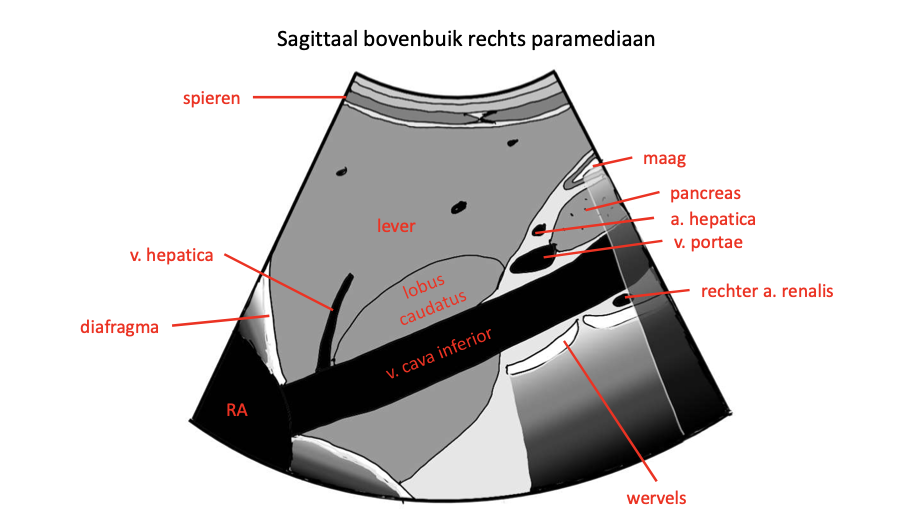 Sagittaal bovenbuik rechts paramediaan
spieren
maag
pancreas
a. hepatica
lever
v. portae
v. hepatica
lobus
caudatus
rechter a. renalis
diafragma
v. cava inferior
RA
wervels